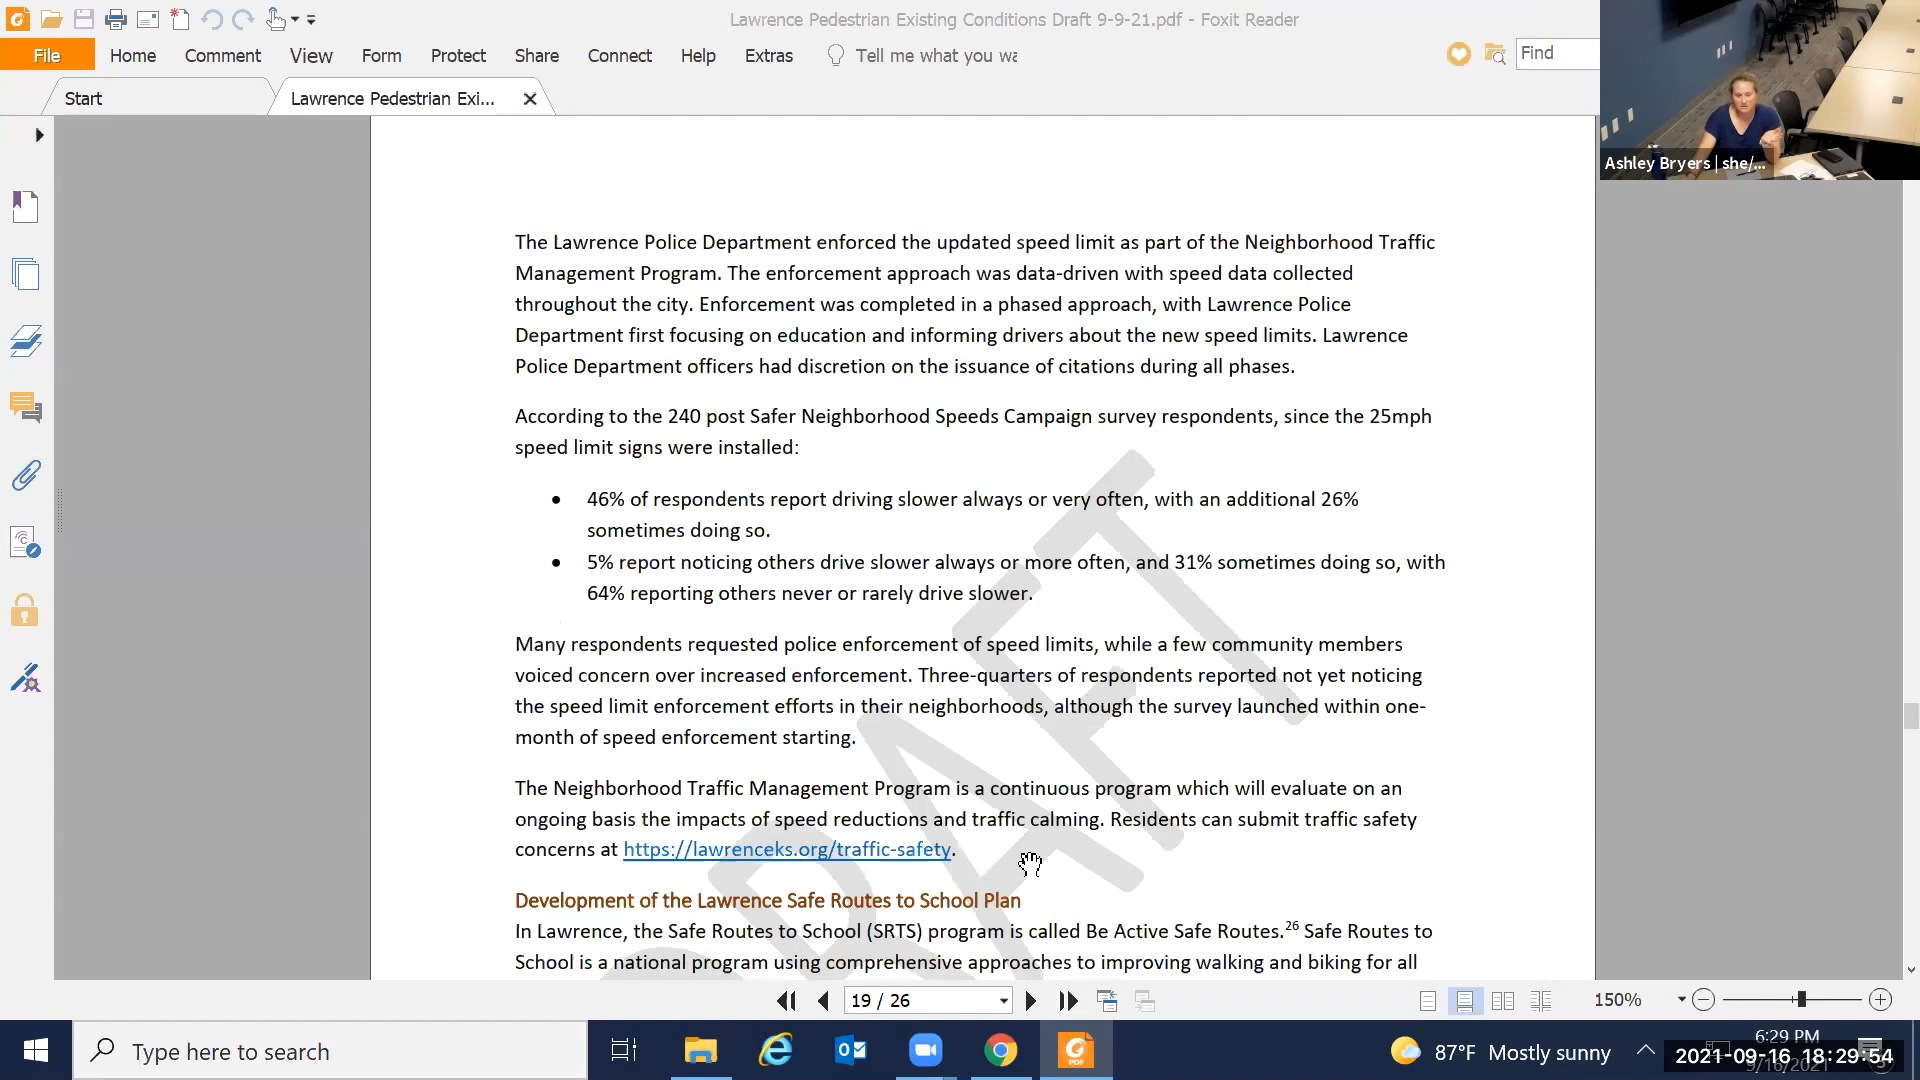 Lawrence Pedestrian Existing Conditions Draft 9-9-21.pdf - Foxit Reader
File Home Comment View Form Protect Share Connect Help Extras Tell me what you wa Find
Start Lawrence Pedestrian Exi...
Ashley Bryers | she/...
The Lawrence Police Department enforced the updated speed limit as part of the Neighborhood Traffic
Management Program. The enforcement approach was data-driven with speed data collected
throughout the city. Enforcement was completed in a phased approach, with Lawrence Police
Department first focusing on education and informing drivers about the new speed limits. Lawrence
Police Department officers had discretion on the issuance of citations during all phases.
According to the 240 post Safer Neighborhood Speeds Campaign survey respondents, since the 25mph
speed limit signs were installed:
• 46% of respondents report driving slower always or very often, with an additional 26%
sometimes doing so.
• 5% report noticing others drive slower always or more often, and 31% sometimes doing so, with
64% reporting others never or rarely drive slower.
Many respondents requested police enforcement of speed limits, while a few community members
voiced concern over increased enforcement. Three-quarters of respondents reported not yet noticing
the speed limit enforcement efforts in their neighborhoods, although the survey launched within one-
month of speed enforcement starting.
The Neighborhood Traffic Management Program is a continuous program which will evaluate on an
ongoing basis the impacts of speed reductions and traffic calming. Residents can submit traffic safety
concerns at https://lawrenceks.org/traffic-safety.
Development of the Lawrence Safe Routes to School Plan
In Lawrence, the Safe Routes to School (SRTS) program is called Be Active Safe Routes.26 Safe Routes to
School is a national program using comprehensive approaches to improving walking and biking for all
DRAFT
19 / 26
150%
Type here to search
87°F Mostly sunny
6:29 PM
2021-09-16 18:29:54
9/16/2021